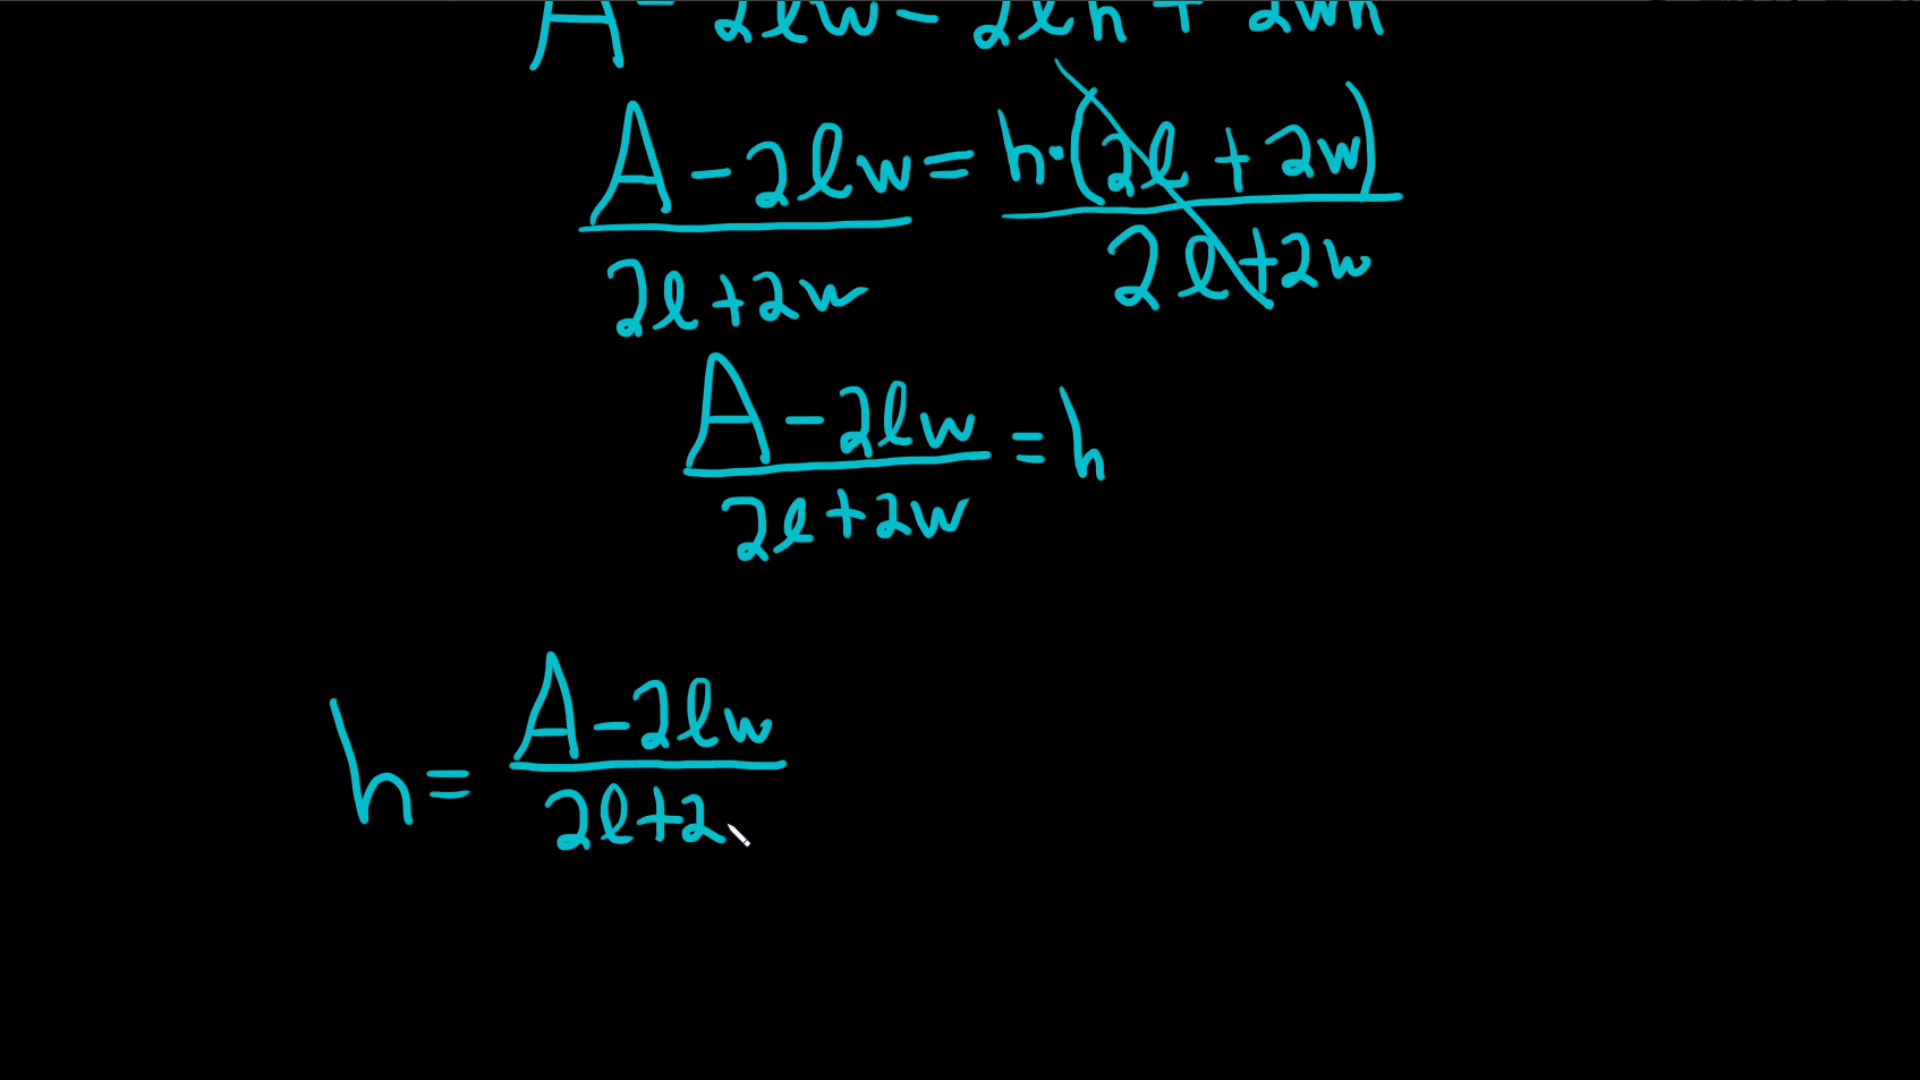 A - 2lw = 2lh + 2wh
A - 2lw = h·(2l + 2w)
2l+2w 2l+2w
A - 2lw = h
2l+2w
h = A - 2lw
2l+2